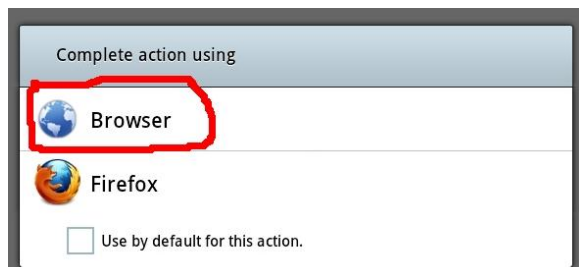 Complete action using
Browser
Firefox
Use by default for this action.